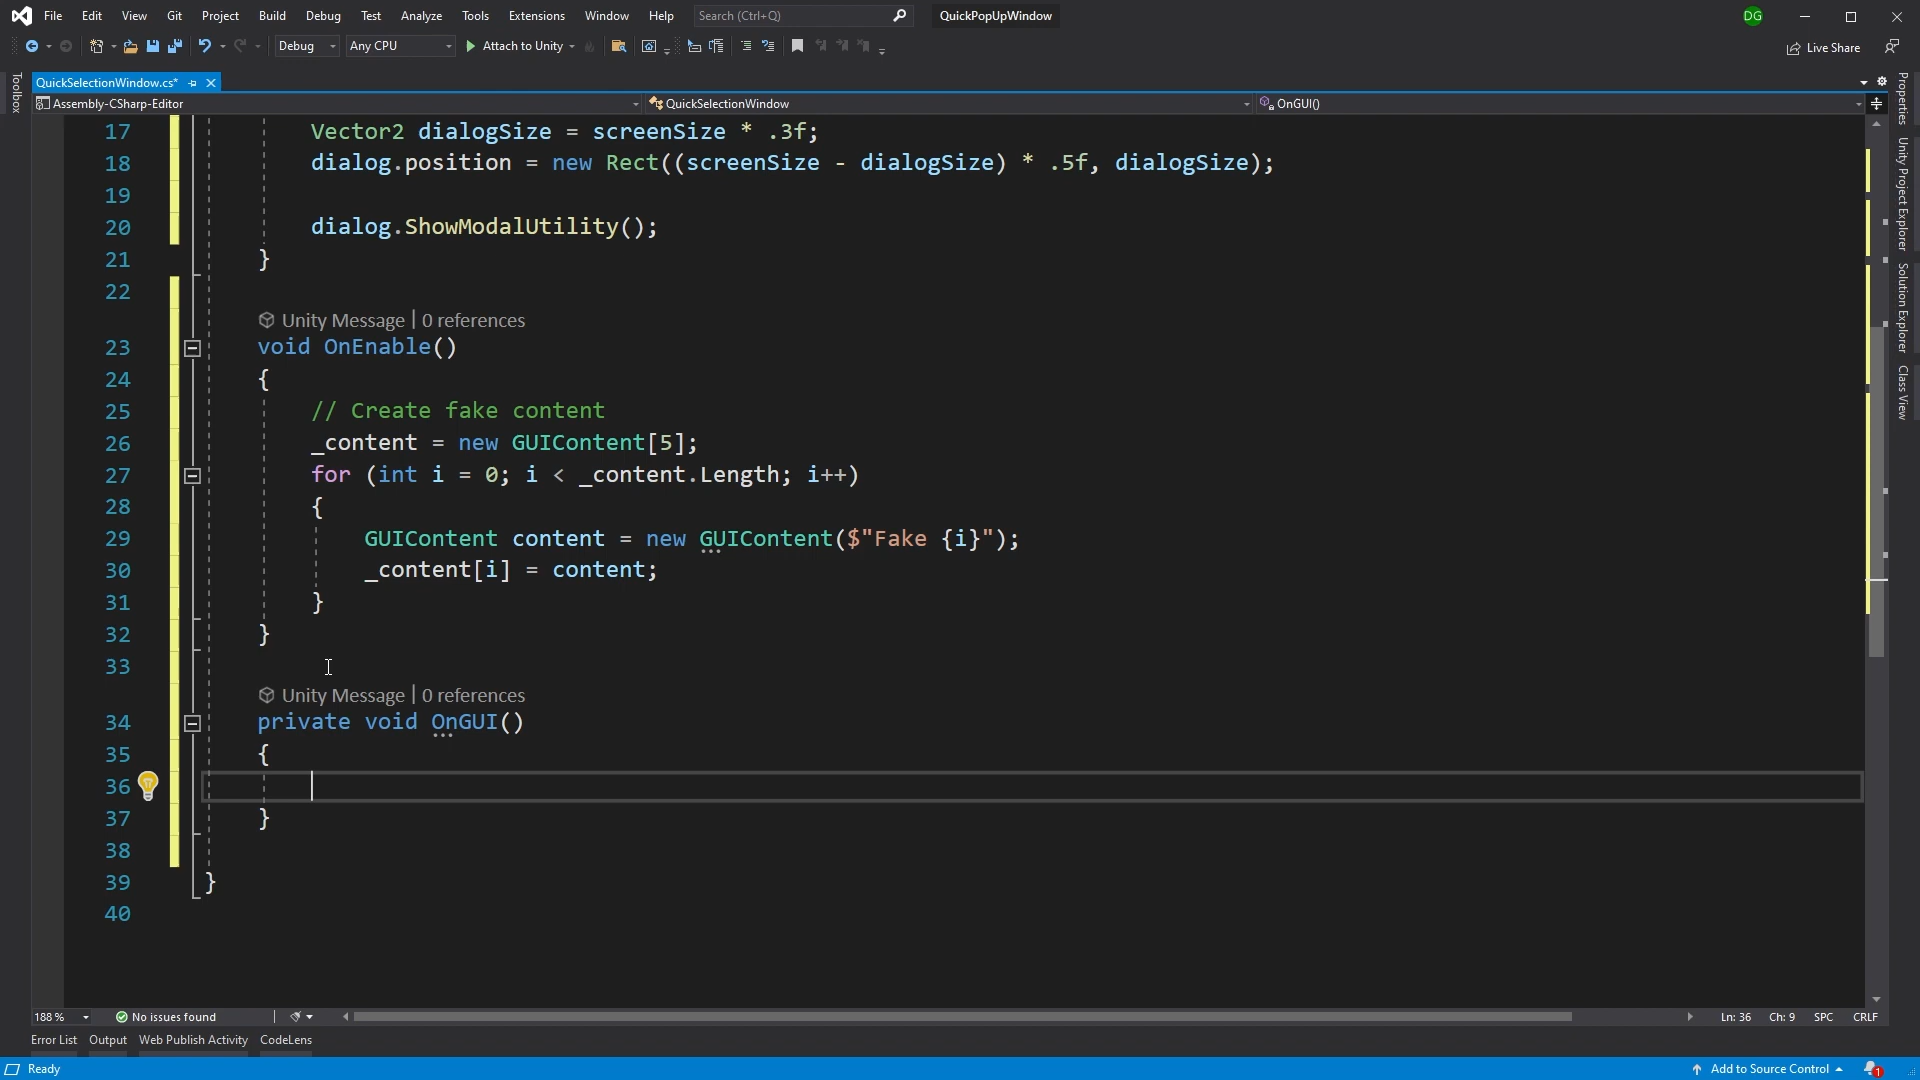 File Edit View Git Project Build Debug Test Analyze Tools Extensions Window Help Search (Ctrl+Q) QuickPopUpWindow DG
Debug Any CPU Attach to Unity Live Share
QuickSelectionWindow.cs*
Assembly-CSharp-Editor QuickSelectionWindow OnGUI()
Toolbox
17 Vector2 dialogSize = screenSize * .3f;
18 dialog.position = new Rect((screenSize - dialogSize) * .5f, dialogSize);
19
20 dialog.ShowModalUtility();
21 }
22
Unity Message | 0 references
23 void OnEnable()
24 {
25 // Create fake content
26 _content = new GUIContent[5];
27 for (int i = 0; i < _content.Length; i++)
28 {
29 GUIContent content = new GUIContent($"Fake {i}");
30 _content[i] = content;
31 }
32 }
33
Unity Message | 0 references
34 private void OnGUI()
35 {
36
37 }
38
39 }
40
Properties
Unity Project Explorer
Solution Explorer
Class View
188 % No issues found Ln: 36 Ch: 9 SPC CRLF
Error List Output Web Publish Activity CodeLens
Ready Add to Source Control 1